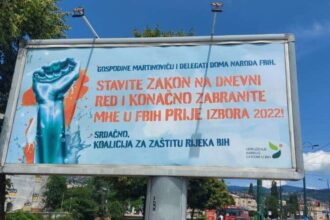 GOSPODINE MARTINOVIĆU I DELEGATI DOMA NARODA FBIH,
STAVITE ZAKON NA DNEVNI
RED I KONAČNO ZABRANITE
MHE U FBIH PRIJE IZBORA 2022!
- SRDAČNO,
KOALICIJA ZA ZAŠTITU RIJEKA BIH